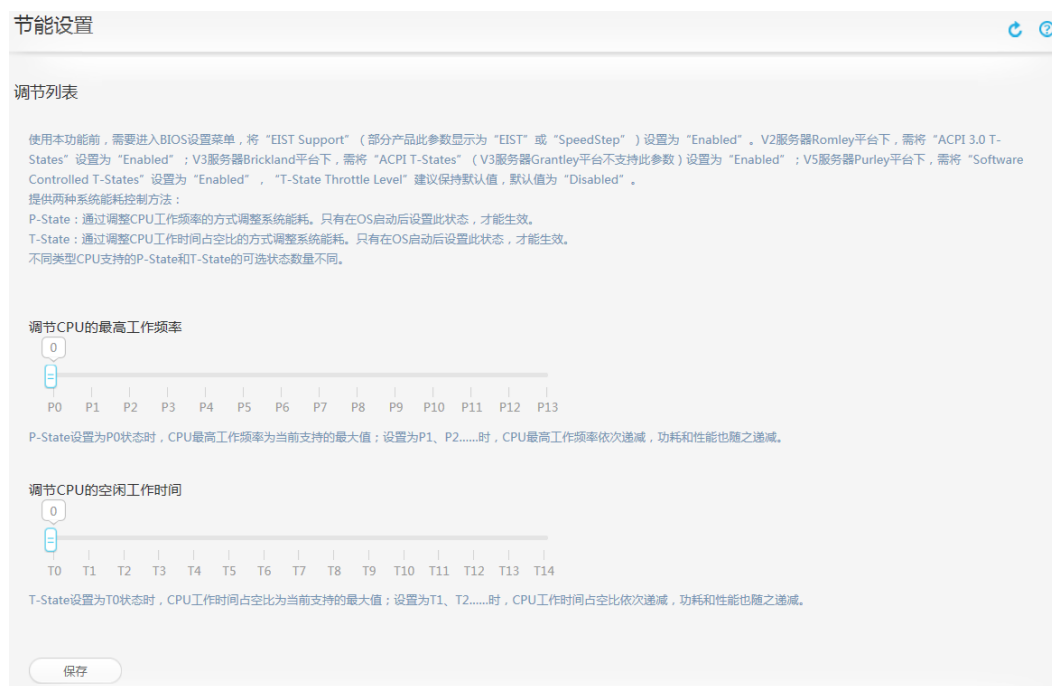 节能设置
调节列表
使用本功能前，需要进入BIOS设置菜单，将“EIST Support”（部分产品此参数显示为“EIST”或“SpeedStep”）设置为“Enabled”。V2服务器Romley平台下，需将“ACPI 3.0 T-
States”设置为“Enabled”；V3服务器Brickland平台下，需将“ACPI T-States”（V3服务器Grantley平台不支持此参数）设置为“Enabled”；V5服务器Purley平台下，需将“Software
Controlled T-States”设置为“Enabled”，“T-State Throttle Level”建议保持默认值，默认值为“Disabled”。
提供两种系统能耗控制方法：
P-State：通过调整CPU工作频率的方式调整系统能耗。只有在OS启动后设置此状态，才能生效。
T-State：通过调整CPU工作时间占空比的方式调整系统能耗。只有在OS启动后设置此状态，才能生效。
不同类型CPU支持的P-State和T-State的可选状态数量不同。
调节CPU的最高工作频率
0
P0 P1 P2 P3 P4 P5 P6 P7 P8 P9 P10 P11 P12 P13
P-State设置为P0状态时，CPU最高工作频率为当前支持的最大值；设置为P1、P2......时，CPU最高工作频率依次递减，功耗和性能也随之递减。
调节CPU的空闲工作时间
0
T0 T1 T2 T3 T4 T5 T6 T7 T8 T9 T10 T11 T12 T13 T14
T-State设置为T0状态时，CPU工作时间占空比为当前支持的最大值；设置为T1、T2......时，CPU工作时间占空比依次递减，功耗和性能也随之递减。
保存